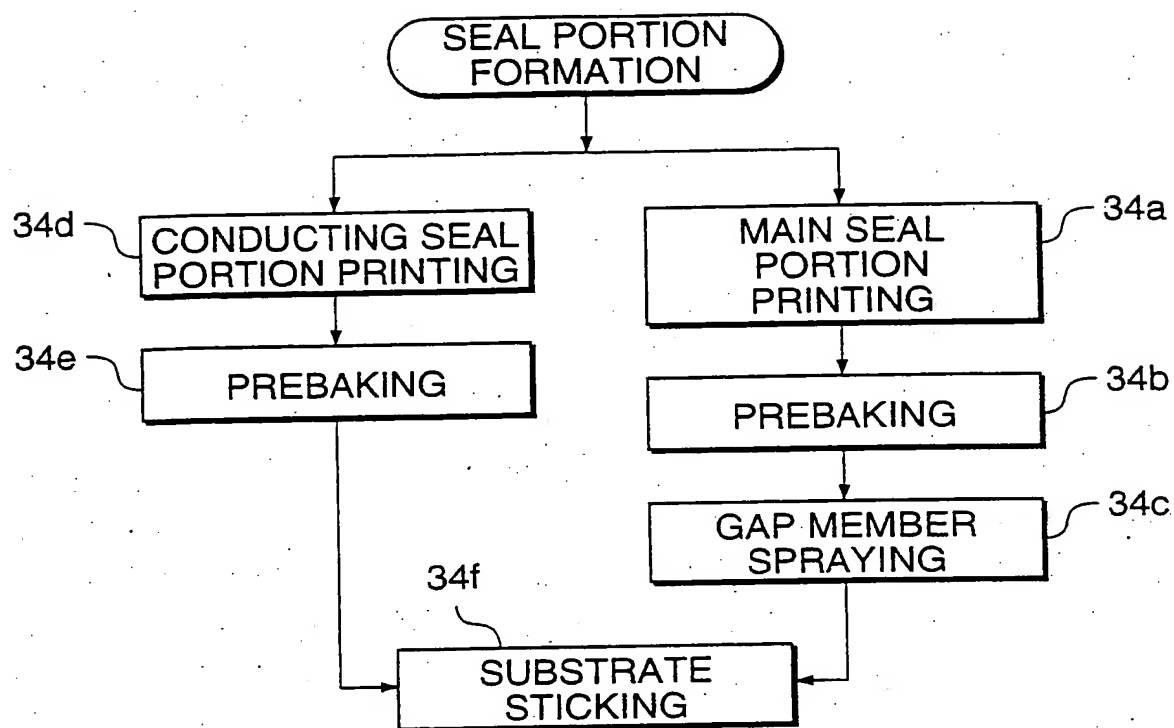 SEAL PORTION
FORMATION
34d
CONDUCTING SEAL
PORTION PRINTING
34a
MAIN SEAL
PORTION
PRINTING
34e
PREBAKING
34b
PREBAKING
34c
GAP MEMBER
SPRAYING
34f
SUBSTRATE
STICKING